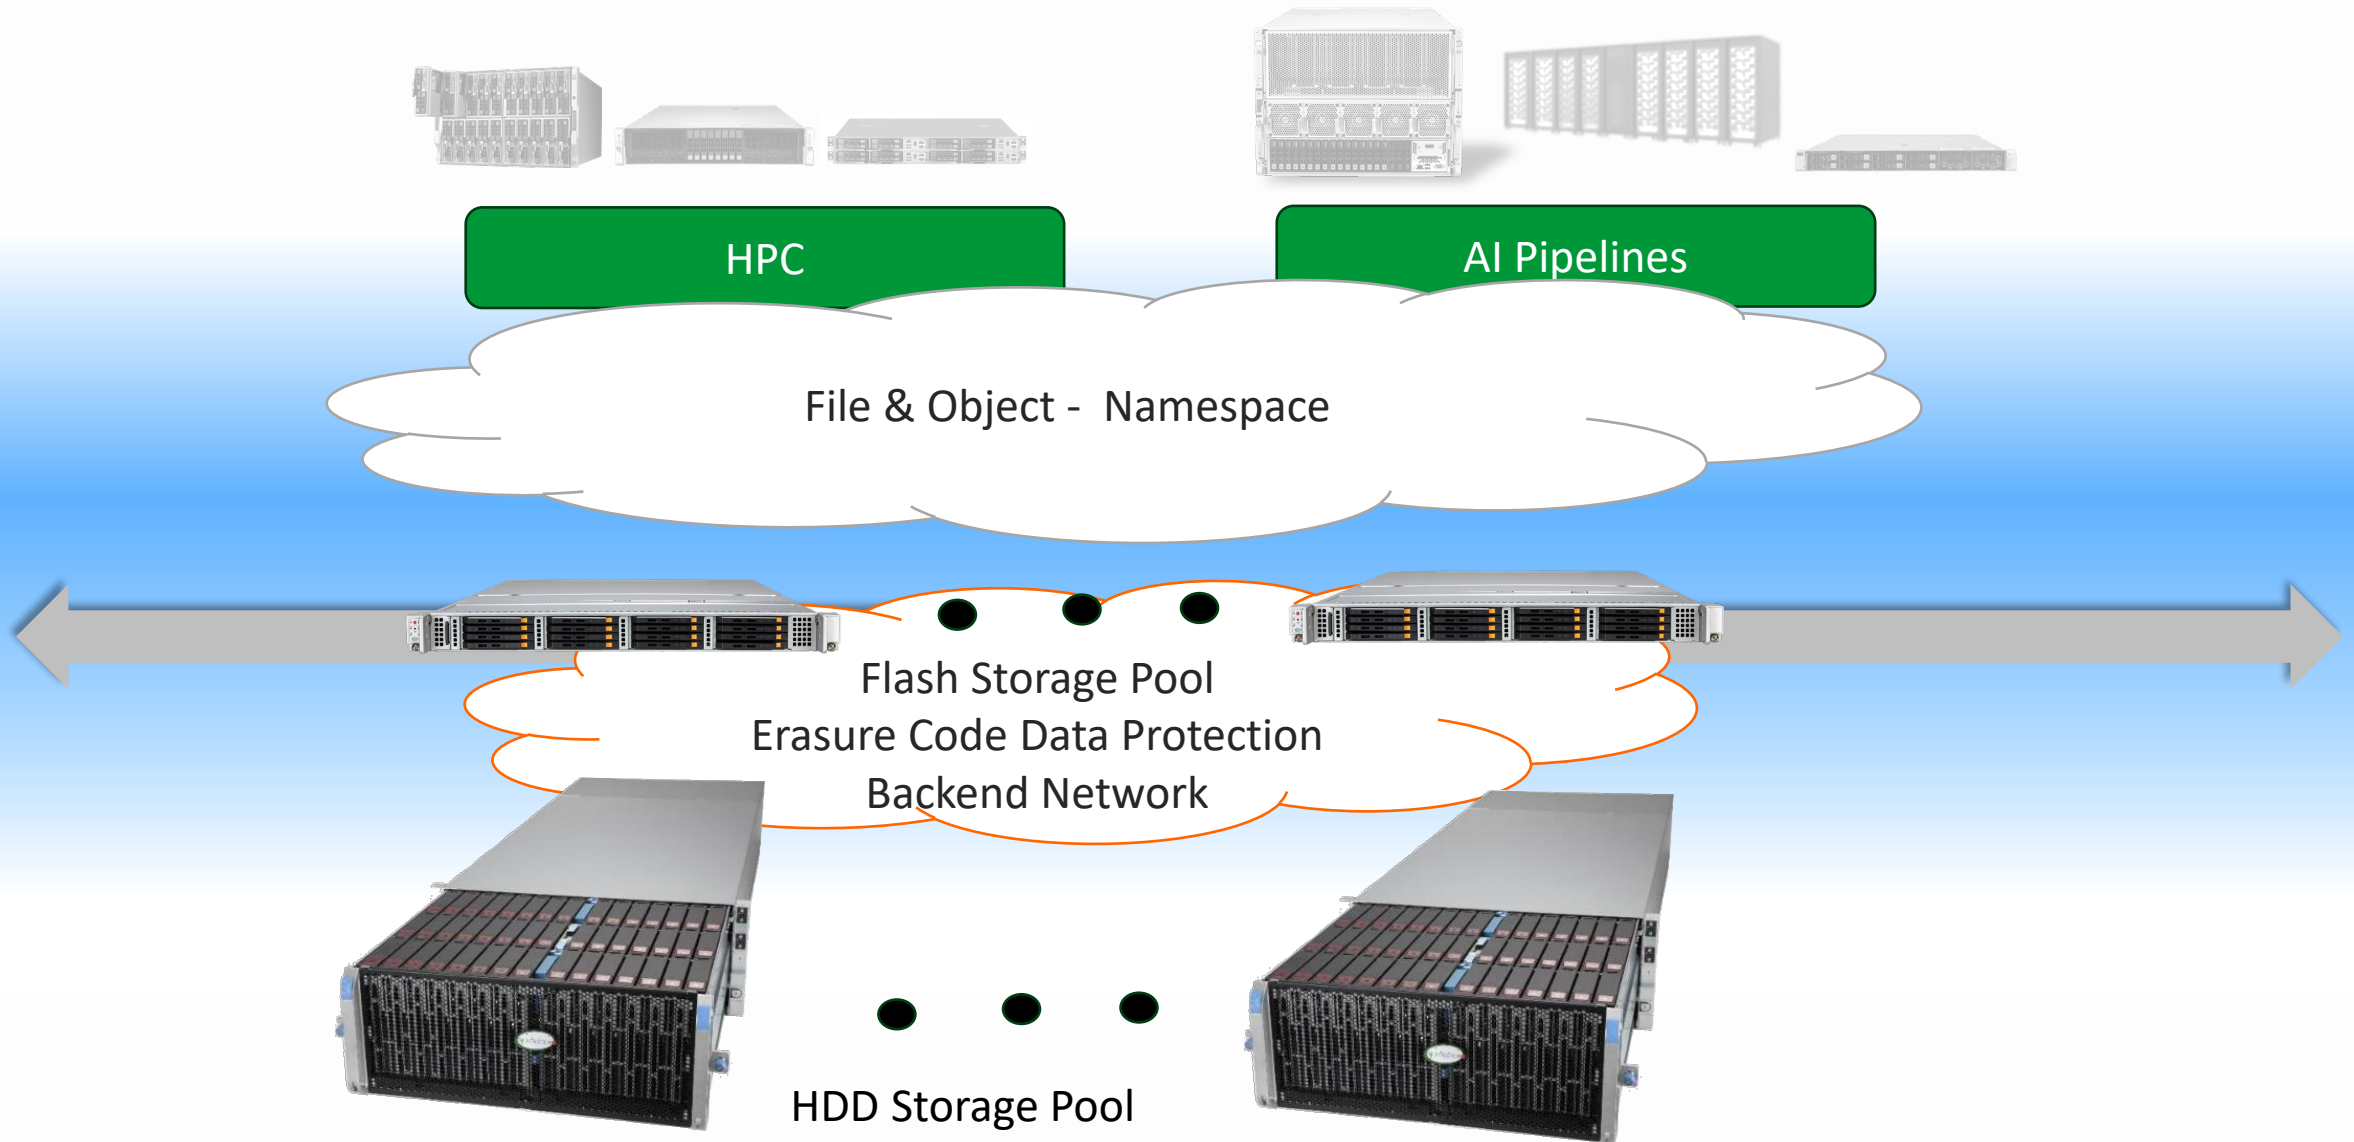 HPC
AI Pipelines
File & Object - Namespace
Flash Storage Pool
Erasure Code Data Protection
Backend Network
HDD Storage Pool